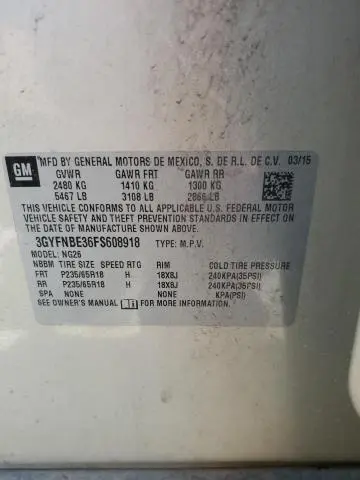 GM
MFD BY GENERAL MOTORS DE MEXICO, S. DE R.L. DE C.V. 03/15
GVWR GAWR FRT GAWR RR
2480 KG 1410 KG 1300 KG
5467 LB 3108 LB 2866 LB
THIS VEHICLE CONFORMS TO ALL APPLICABLE U.S. FEDERAL MOTOR
VEHICLE SAFETY AND THEFT PREVENTION STANDARDS IN EFFECT ON
THE DATE OF MANUFACTURE SHOWN ABOVE.
3GYFNBE36FS608918 TYPE: M.P.V.
MODEL: NG26
NBBM TIRE SIZE SPEED RTG RIM COLD TIRE PRESSURE
FRT P235/65R18 H 18X8J 240KPA(35PSI)
RR P235/65R18 H 18X8J 240KPA(35PSI)
SPA NONE NONE KPA(PSI)
SEE OWNER'S MANUAL FOR MORE INFORMATION.